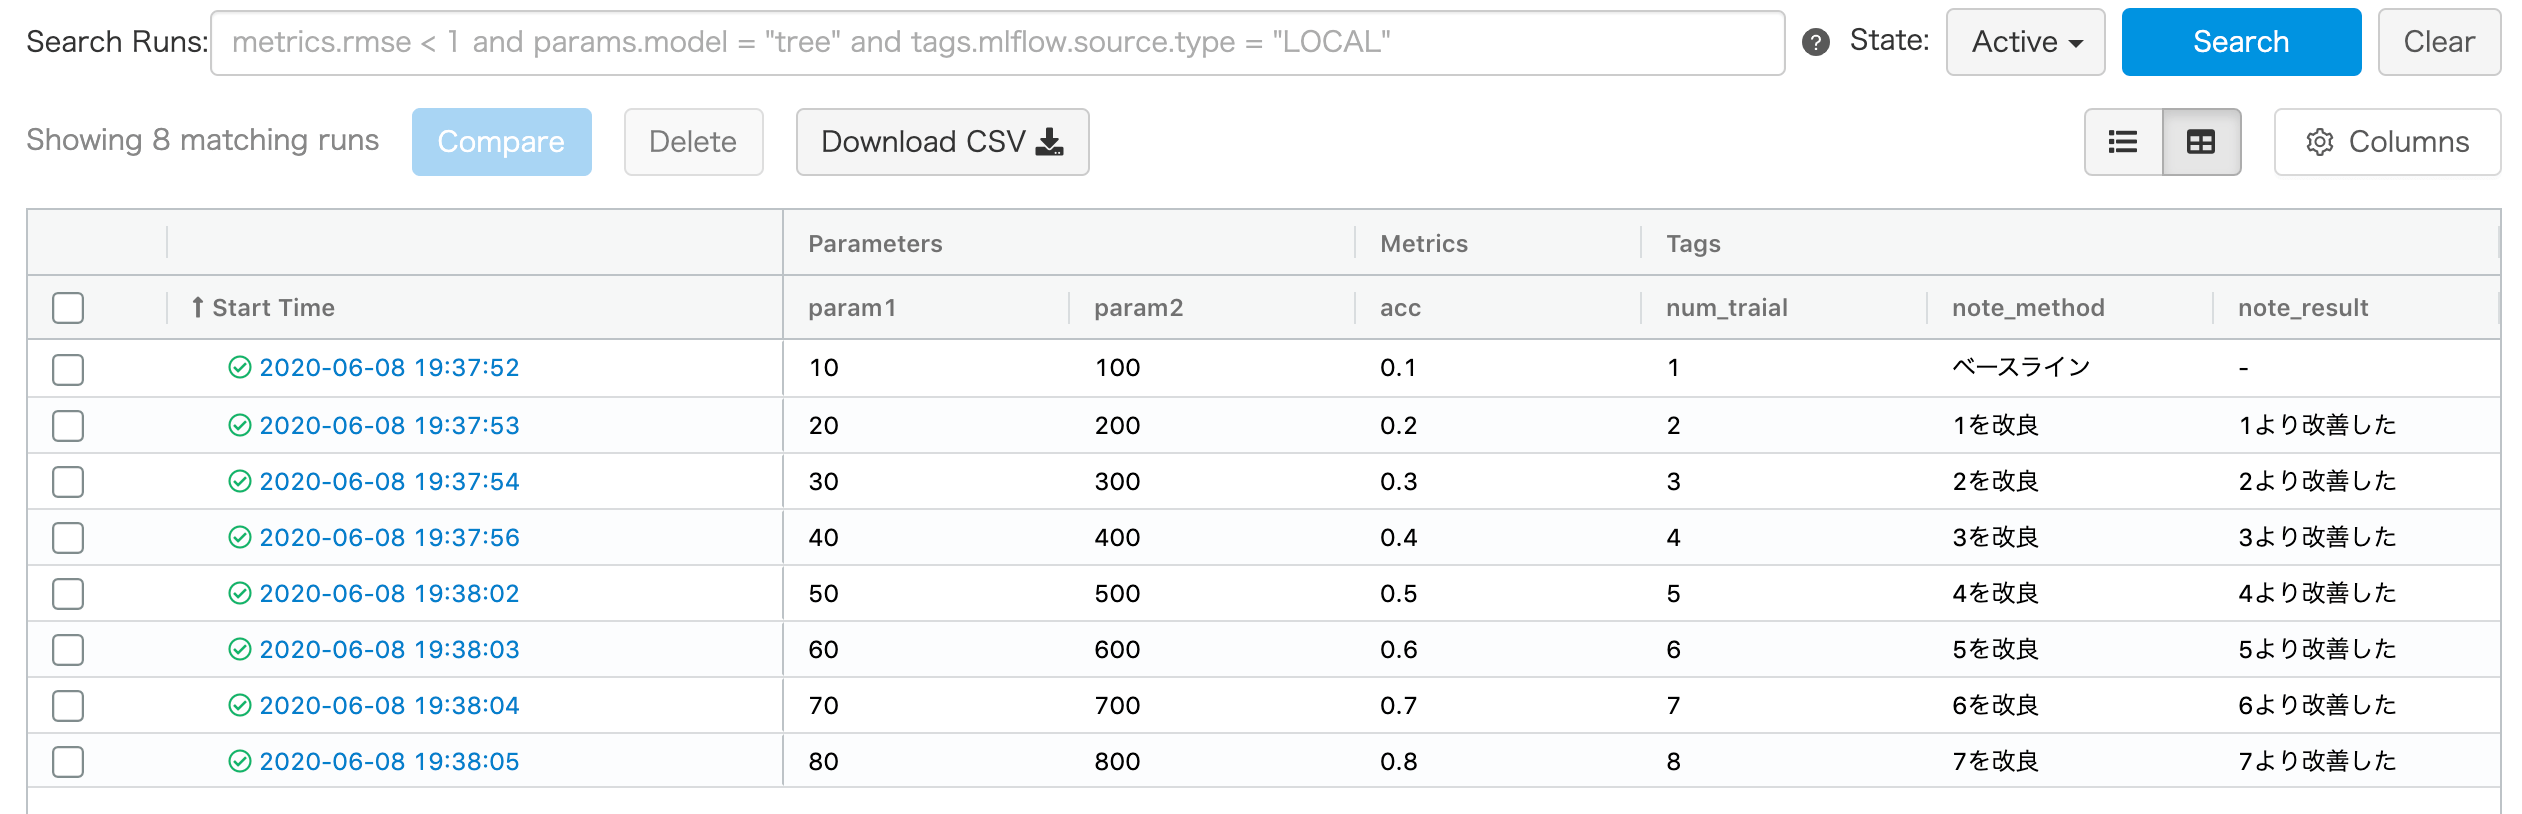 Search Runs: metrics.rmse < 1 and params.model = "tree" and tags.mlflow.source.type = "LOCAL" ? State: Active Search Clear
Showing 8 matching runs Compare Delete Download CSV Columns
Parameters Metrics Tags
↑ Start Time param1 param2 acc num_traial note_method note_result
2020-06-08 19:37:52 10 100 0.1 1 ベースライン -
2020-06-08 19:37:53 20 200 0.2 2 1を改良 1より改善した
2020-06-08 19:37:54 30 300 0.3 3 2を改良 2より改善した
2020-06-08 19:37:56 40 400 0.4 4 3を改良 3より改善した
2020-06-08 19:38:02 50 500 0.5 5 4を改良 4より改善した
2020-06-08 19:38:03 60 600 0.6 6 5を改良 5より改善した
2020-06-08 19:38:04 70 700 0.7 7 6を改良 6より改善した
2020-06-08 19:38:05 80 800 0.8 8 7を改良 7より改善した